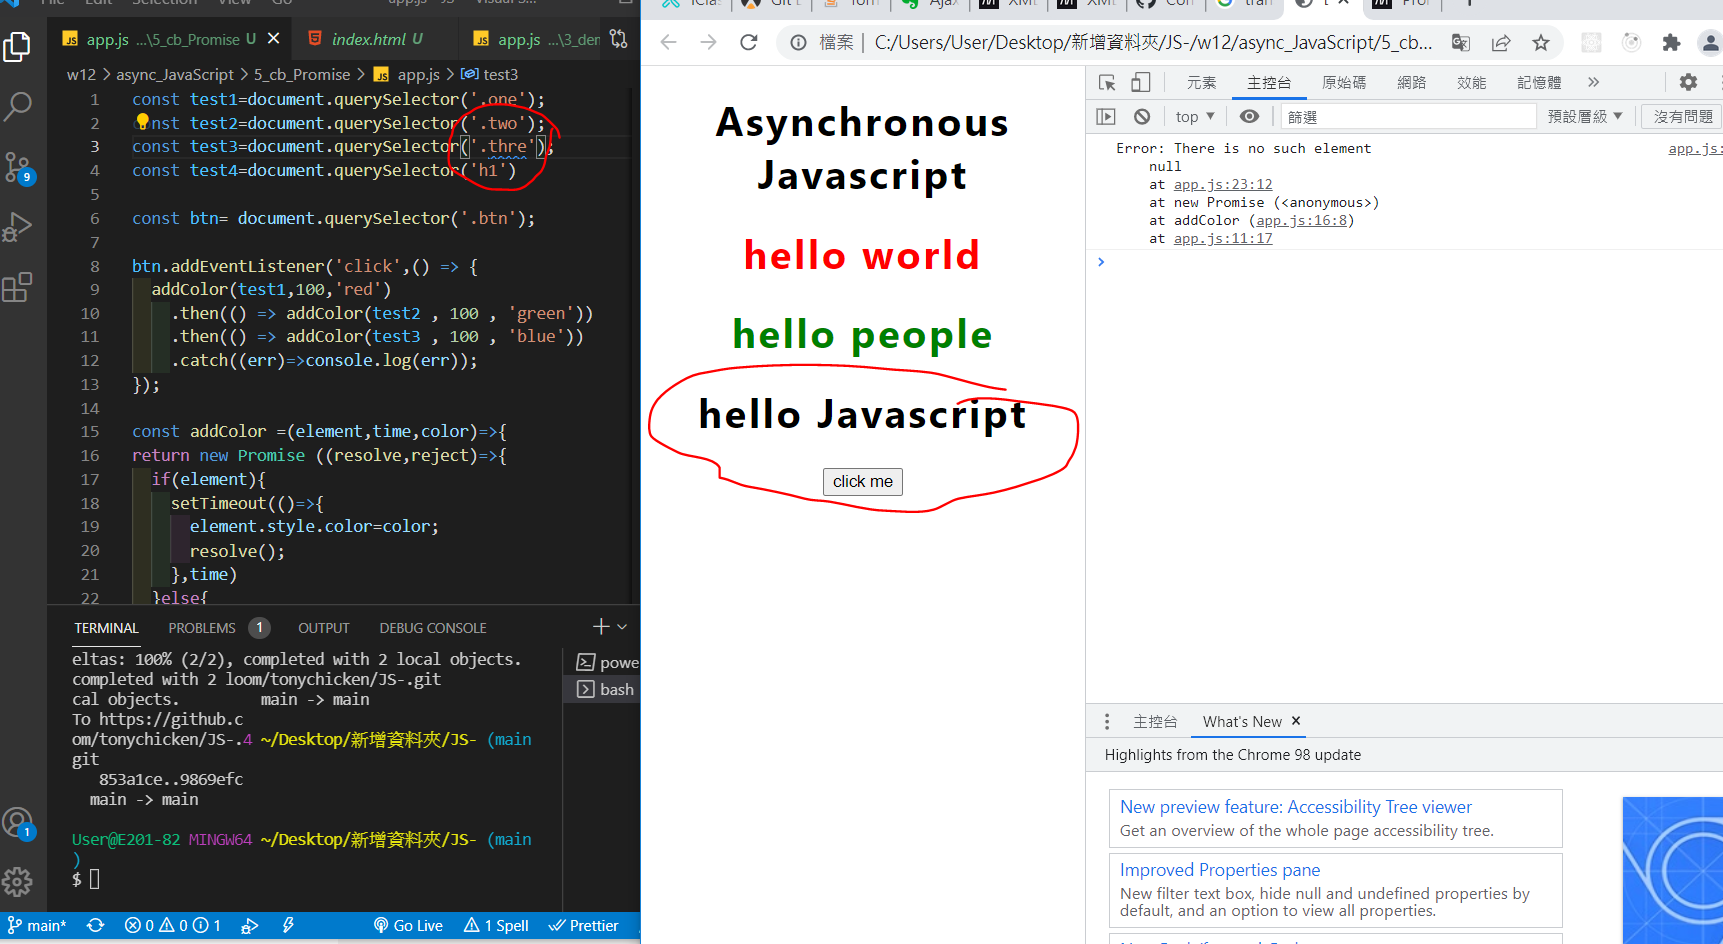 File Edit Selection View Go app.js - JS - Visual S...
app.js ...\5_cb_Promise U
index.html U
app.js ...\3_der
w12 > async_JavaScript > 5_cb_Promise > app.js > test3
1 const test1=document.querySelector('.one');
2 const test2=document.querySelector('.two');
3 const test3=document.querySelector('.thre');
4 const test4=document.querySelector('h1')
5
6 const btn= document.querySelector('.btn');
7
8 btn.addEventListener('click',() => {
9 addColor(test1,100,'red')
10 .then(() => addColor(test2 , 100 , 'green'))
11 .then(() => addColor(test3 , 100 , 'blue'))
12 .catch((err)=>console.log(err));
13 });
14
15 const addColor =(element,time,color)=>{
16 return new Promise ((resolve,reject)=>{
17 if(element){
18 setTimeout(()=>{
19 element.style.color=color;
20 resolve();
21 },time)
22 }else{
TERMINAL PROBLEMS 1 OUTPUT DEBUG CONSOLE
eltas: 100% (2/2), completed with 2 local objects.
completed with 2 loom/tonychicken/JS-.git
cal objects. main -> main
To https://github.c
om/tonychicken/JS-.4 ~/Desktop/新增資料夾/JS- (main
git
853a1ce..9869efc
main -> main
User@E201-82 MINGW64 ~/Desktop/新增資料夾/JS- (main
)
$
powe
bash
9
1
main* 0 0 1 Go Live 1 Spell Prettier
檔案 | C:/Users/User/Desktop/新增資料夾/JS-/w12/async_JavaScript/5_cb...
Asynchronous
Javascript
hello world
hello people
hello Javascript
click me
元素 主控台 原始碼 網路 效能 記憶體 »
top 篩選 預設層級 沒有問題
Error: There is no such element app.js:
null
at app.js:23:12
at new Promise (<anonymous>)
at addColor (app.js:16:8)
at app.js:11:17
主控台 What's New ×
Highlights from the Chrome 98 update
New preview feature: Accessibility Tree viewer
Get an overview of the whole page accessibility tree.
Improved Properties pane
New filter text box, hide null and undefined properties by
default, and an option to view all properties.